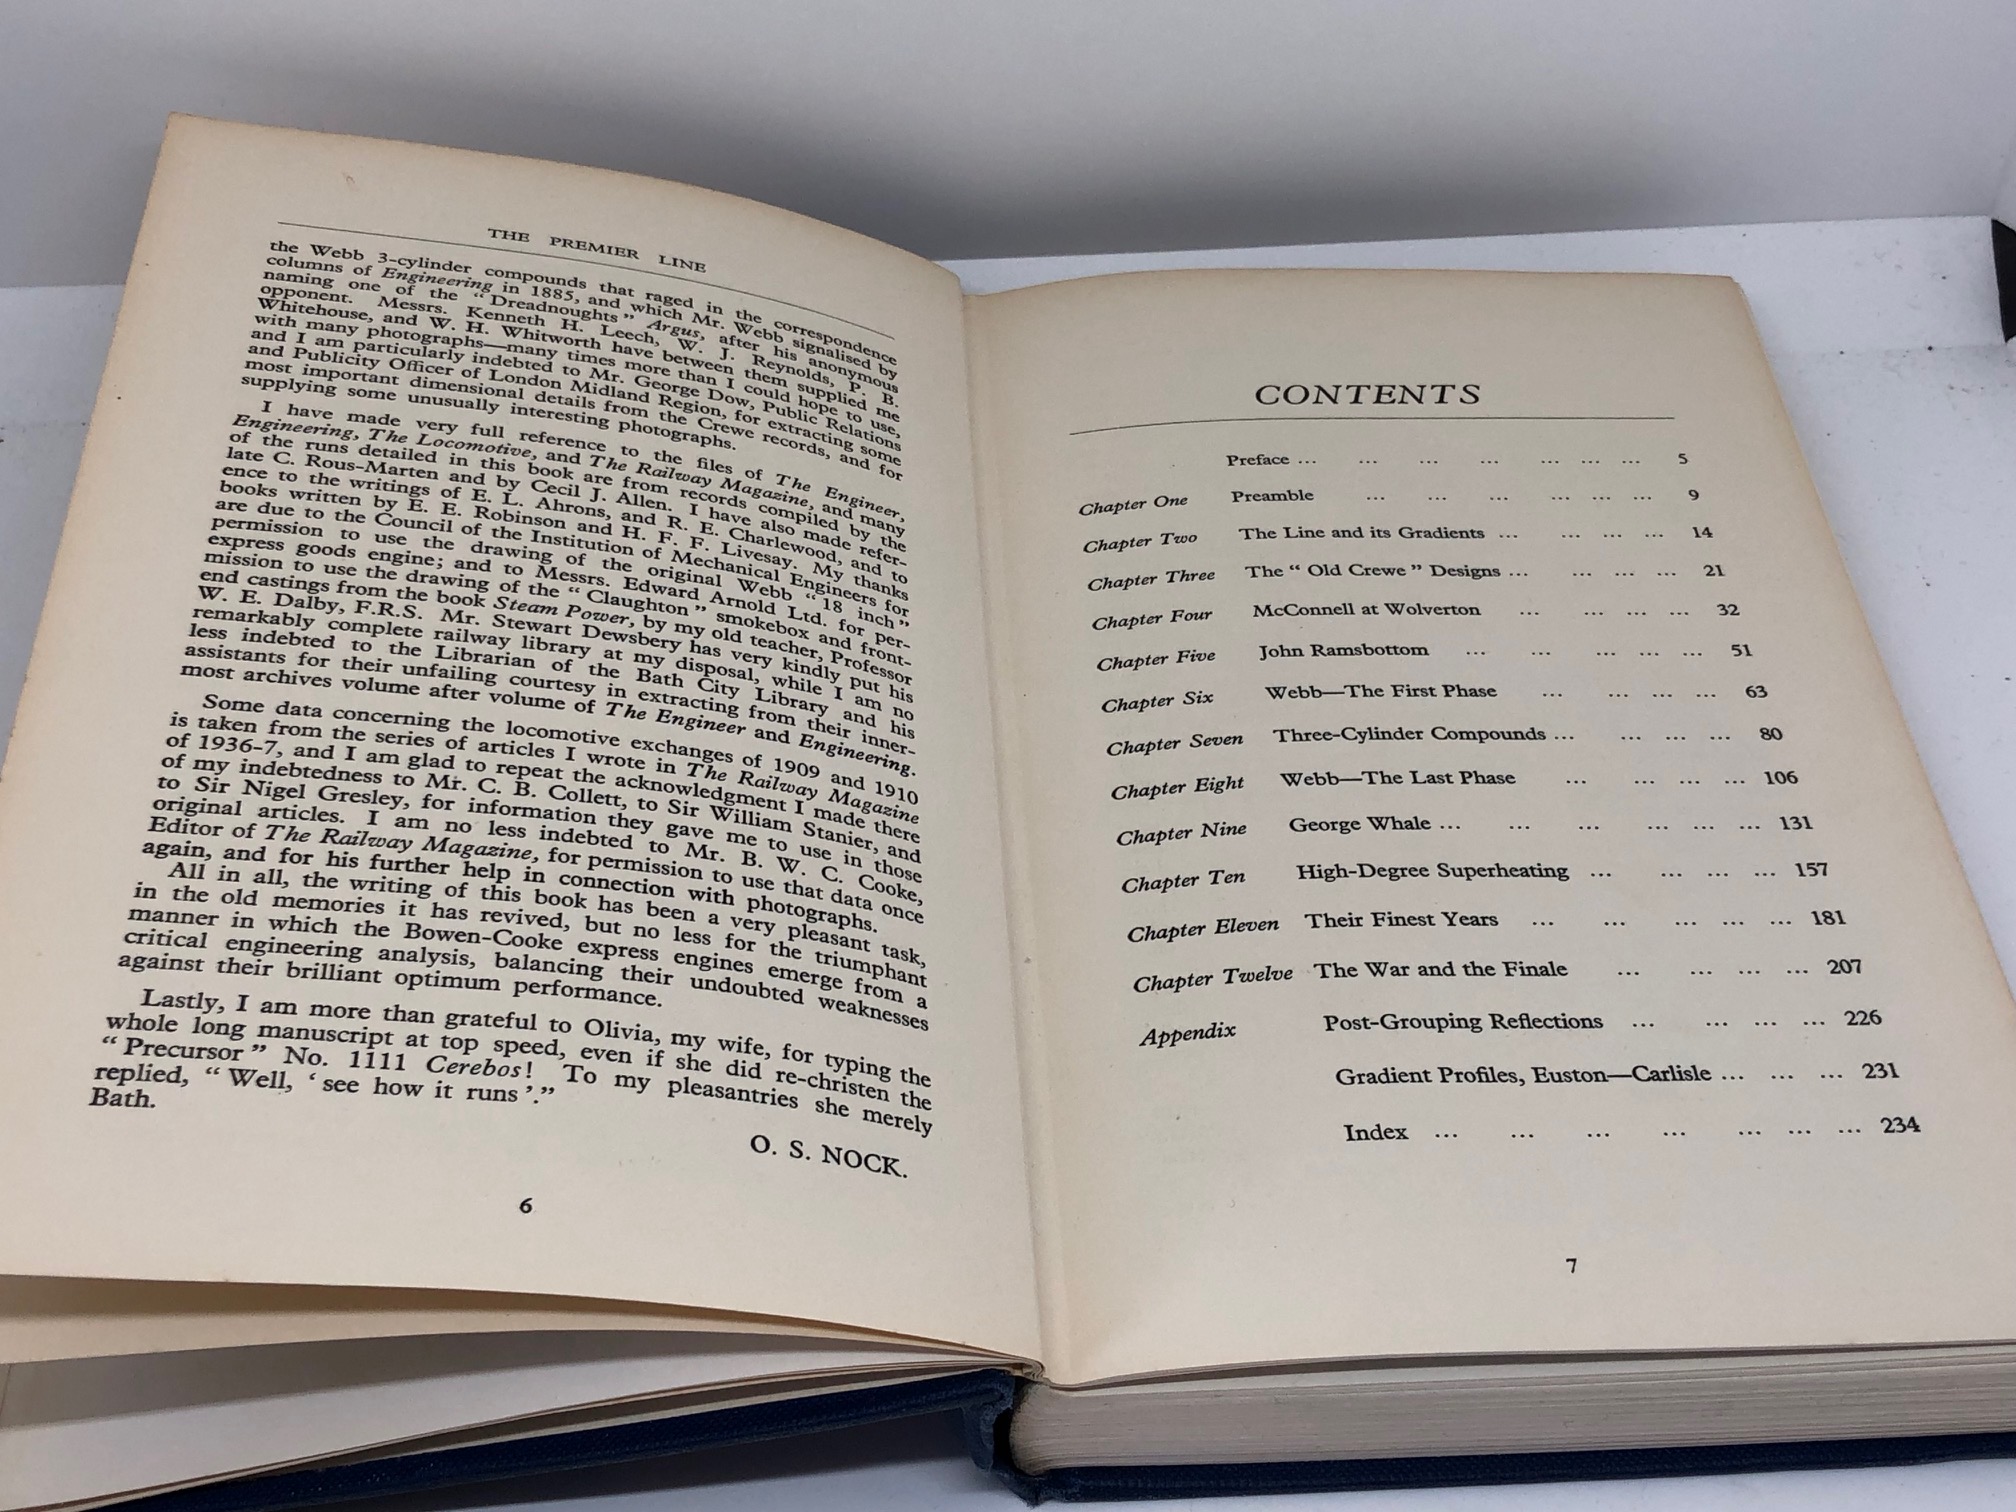 THE PREMIER LINE
the Webb 3-cylinder compounds that raged in the correspondence
columns of Engineering in 1885, and which Mr. Webb signalised by
naming one of the “Dreadnoughts” Argus, after his anonymous
opponent. Messrs. Kenneth H. Leech, W. J. Reynolds, P. B.
Whitehouse, and W. H. Whitworth have between them supplied me
with many photographs—many times more than I could hope to use,
and I am particularly indebted to Mr. George Dow, Public Relations
and Publicity Officer of London Midland Region, for extracting some
most important dimensional details from the Crewe records, and for
supplying some unusually interesting photographs.
I have made very full reference to the files of The Engineer,
Engineering, The Locomotive, and The Railway Magazine, and many
of the runs detailed in this book are from records compiled by the
late C. Rous-Marten and by Cecil J. Allen. I have also made refer-
ence to the writings of E. L. Ahrons, and R. E. Charlewood, and to
books written by E. E. Robinson and H. F. F. Livesay. My thanks
are due to the Council of the Institution of Mechanical Engineers for
permission to use the drawing of the original Webb “18 inch”
express goods engine; and to Messrs. Edward Arnold Ltd. for per-
mission to use the drawing of the “Claughton” smokebox and front-
end castings from the book Steam Power, by my old teacher, Professor
W. E. Dalby, F.R.S. Mr. Stewart Dewsbery has very kindly put his
remarkably complete railway library at my disposal, while I am no
less indebted to the Librarian of the Bath City Library and his
assistants for their unfailing courtesy in extracting from their inner-
most archives volume after volume of The Engineer and Engineering.
Some data concerning the locomotive exchanges of 1909 and 1910
is taken from the series of articles I wrote in The Railway Magazine
of 1936-7, and I am glad to repeat the acknowledgment I made there
of my indebtedness to Mr. C. B. Collett, to Sir William Stanier, and
to Sir Nigel Gresley, for information they gave me to use in those
original articles. I am no less indebted to Mr. B. W. C. Cooke,
Editor of The Railway Magazine, for permission to use that data once
again, and for his further help in connection with photographs.
All in all, the writing of this book has been a very pleasant task,
in the old memories it has revived, but no less for the triumphant
manner in which the Bowen-Cooke express engines emerge from a
critical engineering analysis, balancing their undoubted weaknesses
against their brilliant optimum performance.
Lastly, I am more than grateful to Olivia, my wife, for typing the
whole long manuscript at top speed, even if she did re-christen the
“Precursor” No. 1111 Cerebos! To my pleasantries she merely
replied, “Well, ‘see how it runs’.”
Bath.
O. S. NOCK.
6
CONTENTS
Preface ... ... ... ... ... ... ... 5
Chapter One Preamble ... ... ... ... ... ... 9
Chapter Two The Line and its Gradients ... ... ... ... 14
Chapter Three The “Old Crewe” Designs ... ... ... ... 21
Chapter Four McConnell at Wolverton ... ... ... ... 32
Chapter Five John Ramsbottom ... ... ... ... ... 51
Chapter Six Webb—The First Phase ... ... ... ... 63
Chapter Seven Three-Cylinder Compounds ... ... ... ... 80
Chapter Eight Webb—The Last Phase ... ... ... ... 106
Chapter Nine George Whale ... ... ... ... ... ... 131
Chapter Ten High-Degree Superheating ... ... ... ... 157
Chapter Eleven Their Finest Years ... ... ... ... ... 181
Chapter Twelve The War and the Finale ... ... ... ... 207
Appendix Post-Grouping Reflections ... ... ... ... 226
Gradient Profiles, Euston—Carlisle ... ... ... 231
Index ... ... ... ... ... ... ... 234
7